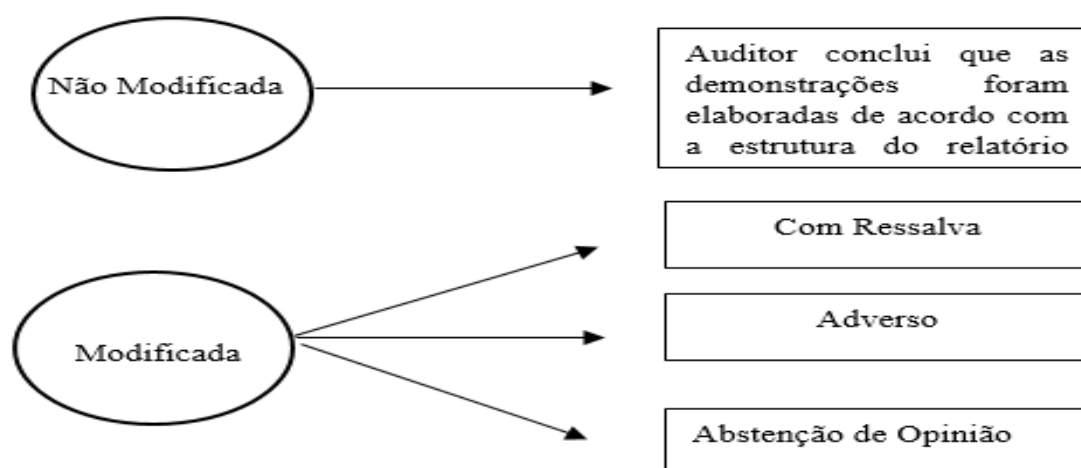 Não Modificada
Auditor conclui que as
demonstrações foram
elaboradas de acordo com
a estrutura do relatório
Com Ressalva
Adverso
Modificada
Abstenção de Opinião